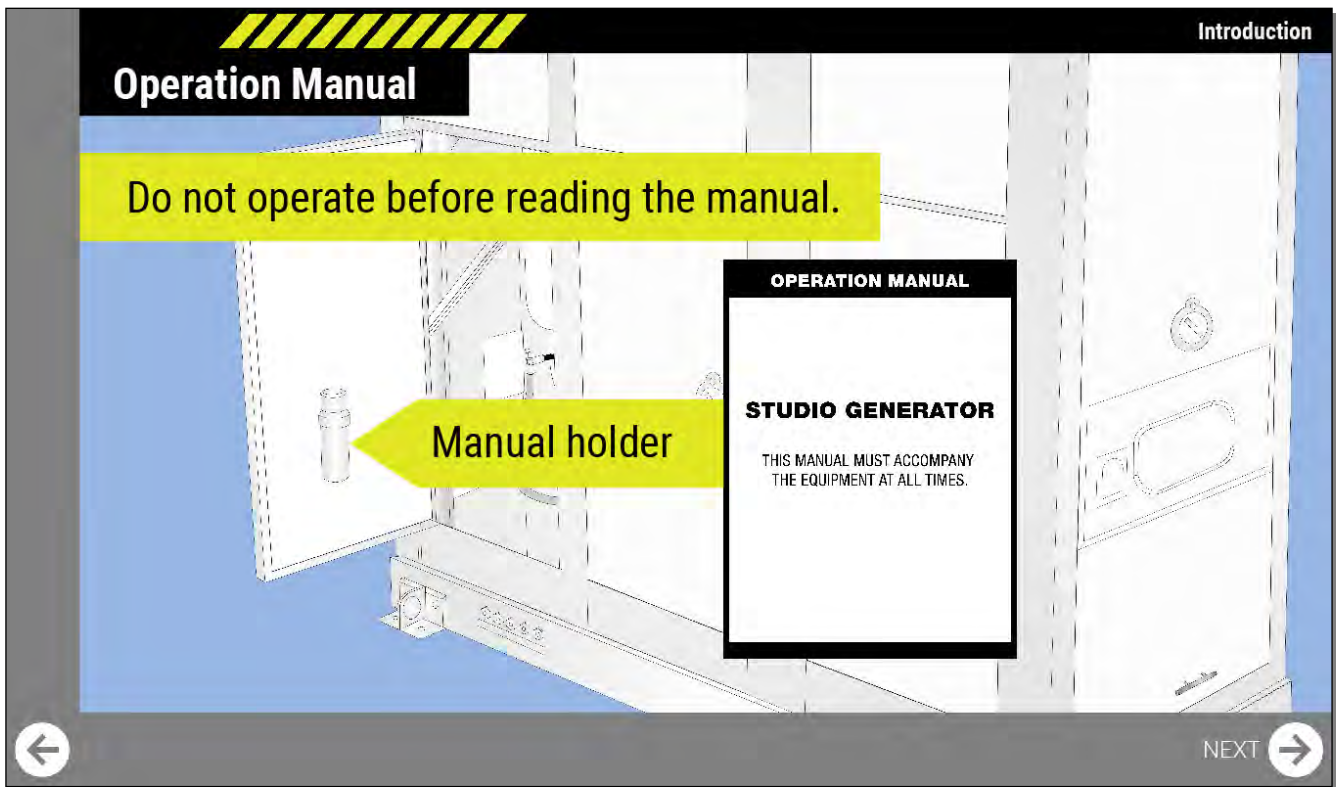 Introduction
Operation Manual
Do not operate before reading the manual.
OPERATION MANUAL
STUDIO GENERATOR
THIS MANUAL MUST ACCOMPANY
THE EQUIPMENT AT ALL TIMES.
Manual holder
NEXT